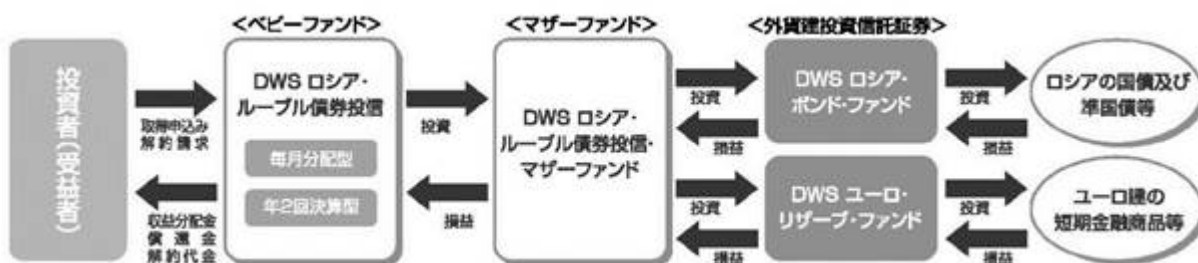 <ベビーファンド>
<マザーファンド>
<外貨建投資信託証券>
投資者(受益者)
取得申込み
解約請求
収益分配金
償還金
解約代金
DWS ロシア・
ルーブル債券投信
毎月分配型
年2回決算型
投資
損益
DWS ロシア・
ルーブル債券投信・
マザーファンド
投資
損益
投資
損益
DWS ロシア・
ボンド・ファンド
DWS ユーロ・
リザーブ・ファンド
投資
損益
投資
損益
ロシアの国債及び
準国債等
ユーロ建の
短期金融商品等